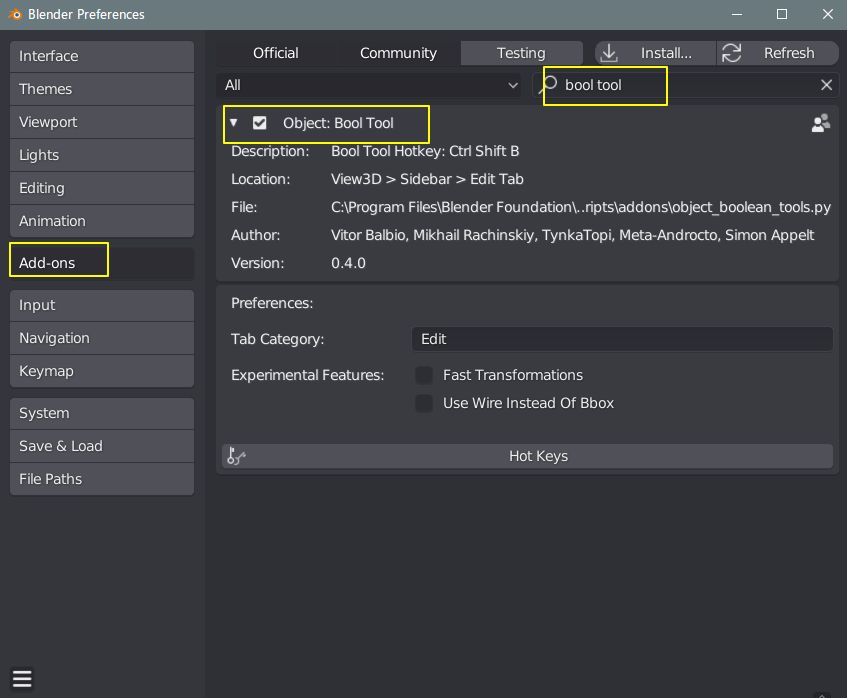 Blender Preferences
Interface
Themes
Viewport
Lights
Editing
Animation
Add-ons
Input
Navigation
Keymap
System
Save & Load
File Paths
Official Community Testing Install... Refresh
All bool tool
Object: Bool Tool
Description: Bool Tool Hotkey: Ctrl Shift B
Location: View3D > Sidebar > Edit Tab
File: C:\Program Files\Blender Foundation\..ripts\addons\object_boolean_tools.py
Author: Vitor Balbio, Mikhail Rachinskiy, TynkaTopi, Meta-Androcto, Simon Appelt
Version: 0.4.0
Preferences:
Tab Category: Edit
Experimental Features: Fast Transformations
Use Wire Instead Of Bbox
Hot Keys